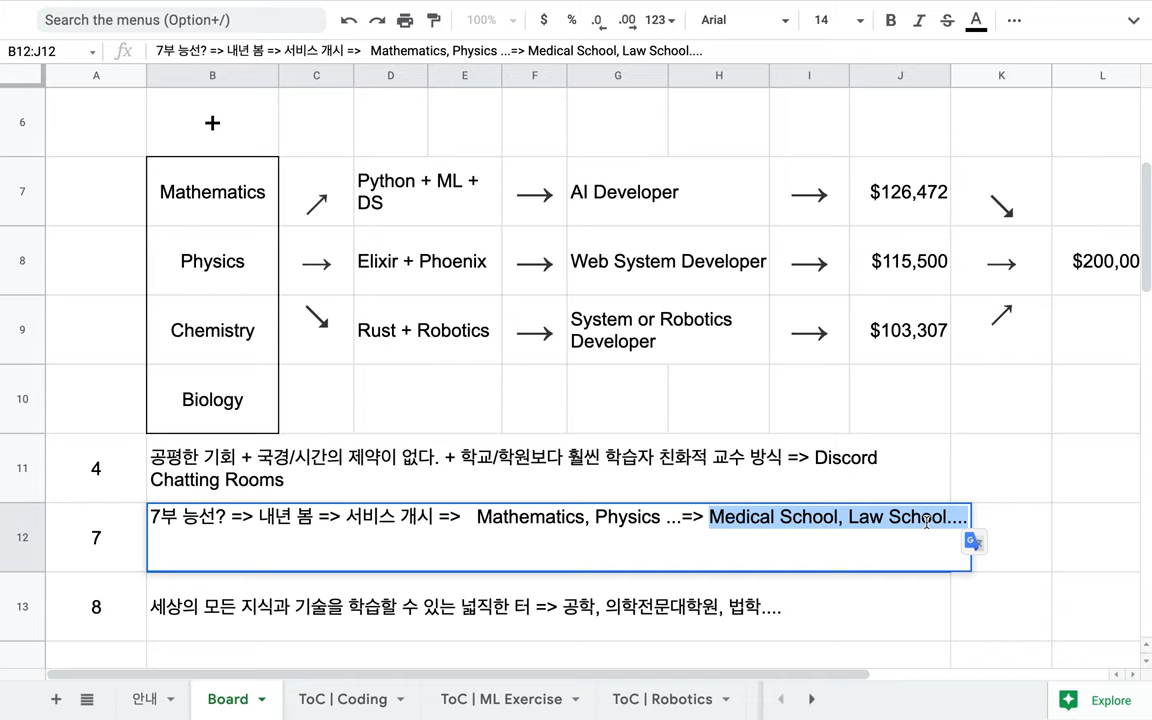 Search the menus (Option+/)
100%
$
%
.0
.00
123
Arial
14
B
I
S
A
B12:J12
fx
7부 능선? => 내년 봄 => 서비스 개시 => Mathematics, Physics ...=> Medical School, Law School....
A B C D E F G H I J K L
6
+
7
Mathematics
↗
Python + ML +
DS
→
AI Developer
→
$126,472
↘
8
Physics
→
Elixir + Phoenix
→
Web System Developer
→
$115,500
→
$200,00
9
Chemistry
↘
Rust + Robotics
→
System or Robotics
Developer
→
$103,307
↗
10
Biology
11
4
공평한 기회 + 국경/시간의 제약이 없다. + 학교/학원보다 훨씬 학습자 친화적 교수 방식 => Discord
Chatting Rooms
12
7
7부 능선? => 내년 봄 => 서비스 개시 => Mathematics, Physics ...=> Medical School, Law School....
13
8
세상의 모든 지식과 기술을 학습할 수 있는 넓직한 터 => 공학, 의학전문대학원, 법학....
안내
Board
ToC | Coding
ToC | ML Exercise
ToC | Robotics
Explore